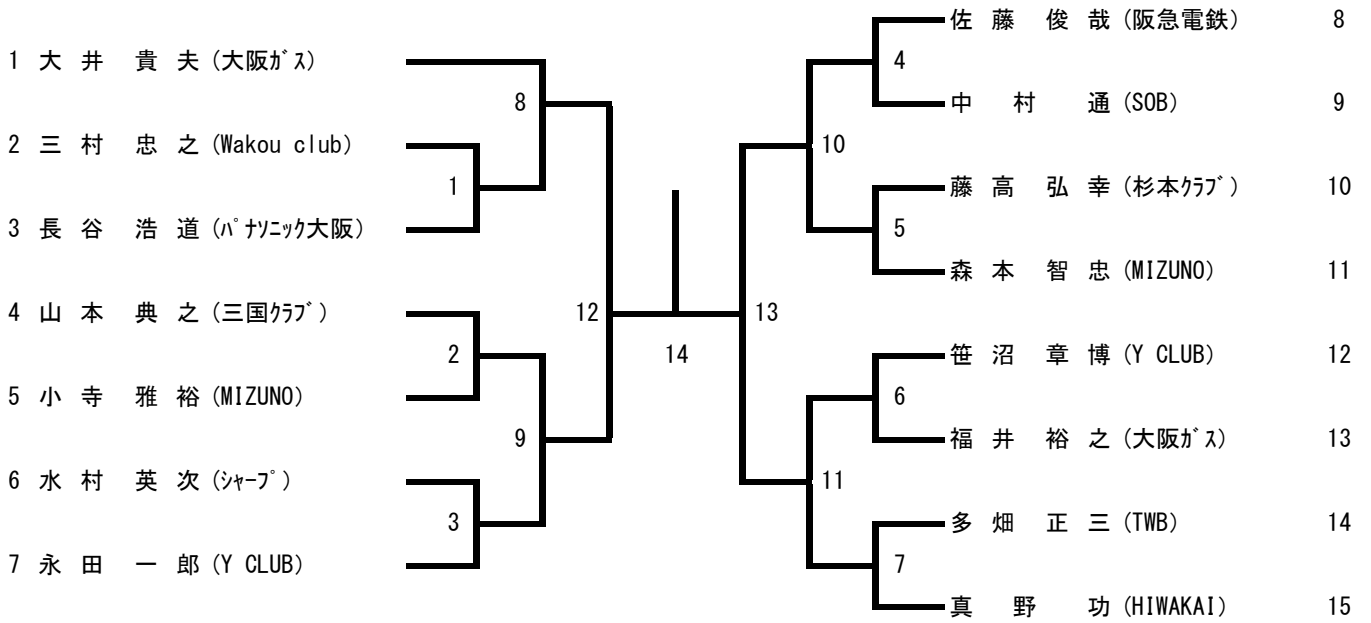 1 大井 貴夫 (大阪ｶﾞｽ)
8
2 三村 忠之 (Wakou club)
1
3 長谷 浩道 (ﾊﾟﾅｿﾆｯｸ大阪)
12
4 山本 典之 (三国ｸﾗﾌﾞ)
2
5 小寺 雅裕 (MIZUNO)
9
6 水村 英次 (ｼｬｰﾌﾟ)
3
7 永田 一郎 (Y CLUB)
14
佐藤 俊哉 (阪急電鉄) 8
4
中村 通 (SOB) 9
10
藤高 弘幸 (杉本ｸﾗﾌﾞ) 10
5
森本 智忠 (MIZUNO) 11
13
笹沼 章博 (Y CLUB) 12
6
福井 裕之 (大阪ｶﾞｽ) 13
11
多畑 正三 (TWB) 14
7
真野 功 (HIWAKAI) 15